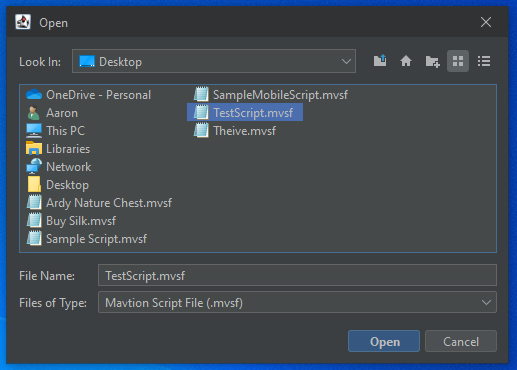 Open
Look In:
Desktop
OneDrive - Personal
Aaron
This PC
Libraries
Network
Desktop
Ardy Nature Chest.mvsf
Buy Silk.mvsf
Sample Script.mvsf
SampleMobileScript.mvsf
TestScript.mvsf
Theive.mvsf
File Name:
TestScript.mvsf
Files of Type:
Mavtion Script File (.mvsf)
Open
Cancel